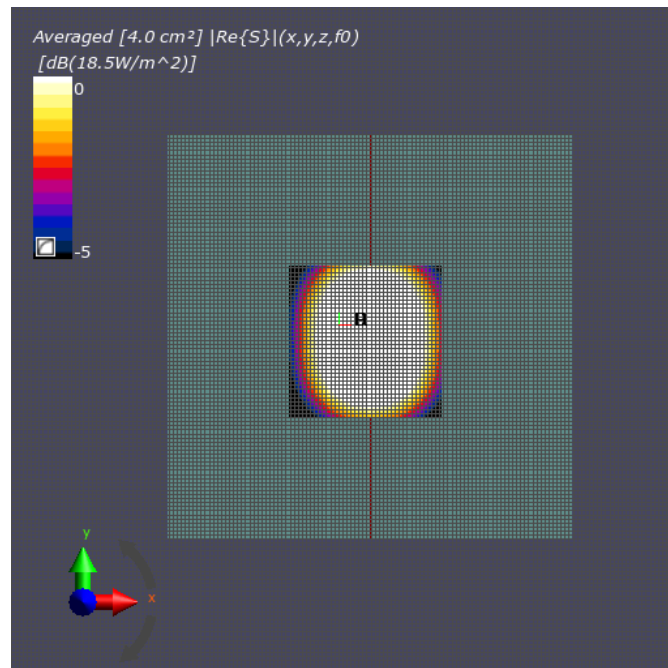 Averaged [4.0 cm²] |Re{S}|(x,y,z,f0)
[dB(18.5W/m^2)]
0
-5
y
x